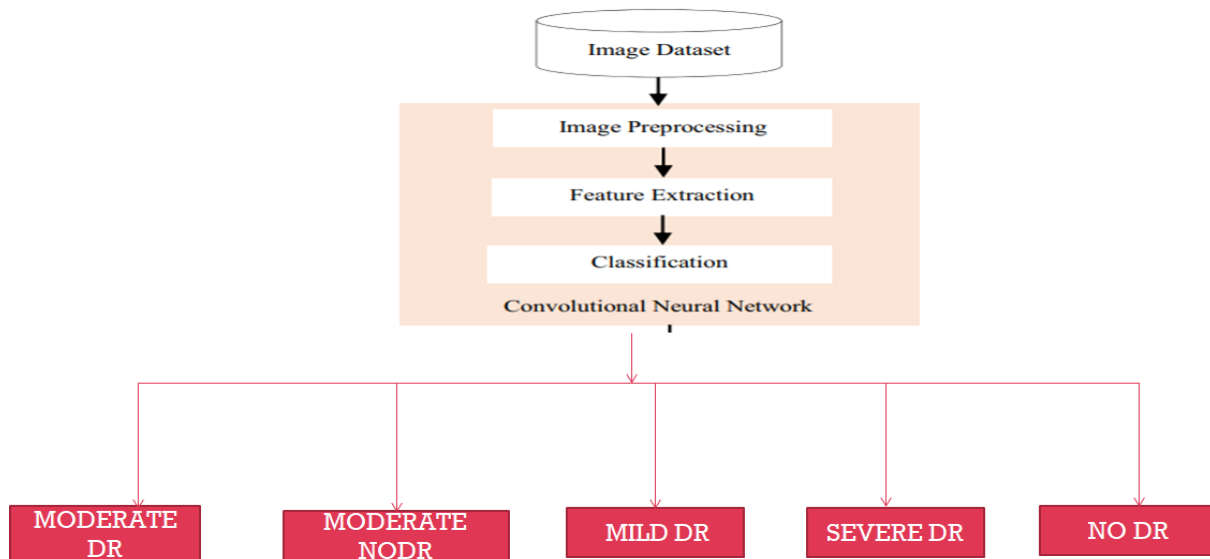 Image Dataset
Image Preprocessing
Feature Extraction
Classification
Convolutional Neural Network
MODERATE
DR
MODERATE
NODR
MILD DR
SEVERE DR
NO DR